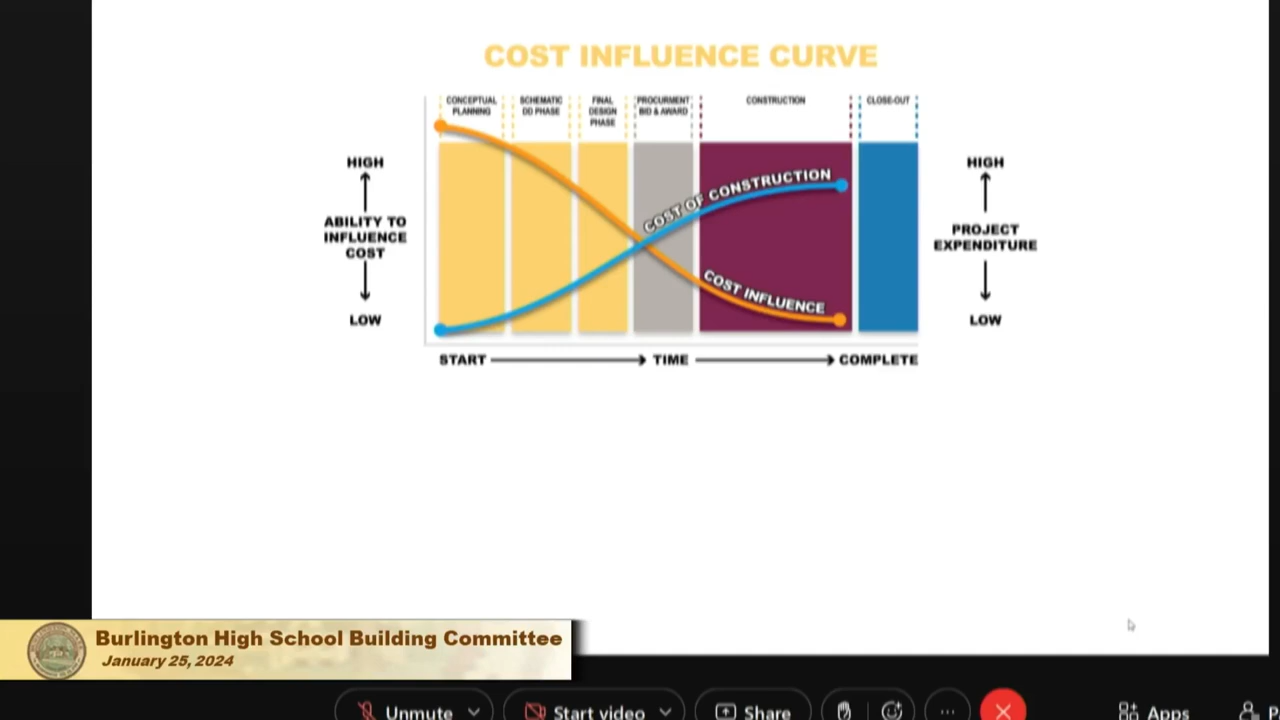 COST INFLUENCE CURVE
CONCEPTUAL
PLANNING
SCHEMATIC
DD PHASE
FINAL
DESIGN
PHASE
PROCURMENT
BID & AWARD
CONSTRUCTION
CLOSE-OUT
HIGH
ABILITY TO
INFLUENCE
COST
LOW
COST OF CONSTRUCTION
COST INFLUENCE
HIGH
PROJECT
EXPENDITURE
LOW
START
TIME
COMPLETE
Burlington High School Building Committee
January 25, 2024
Unmute
Start video
Share
Apps
P